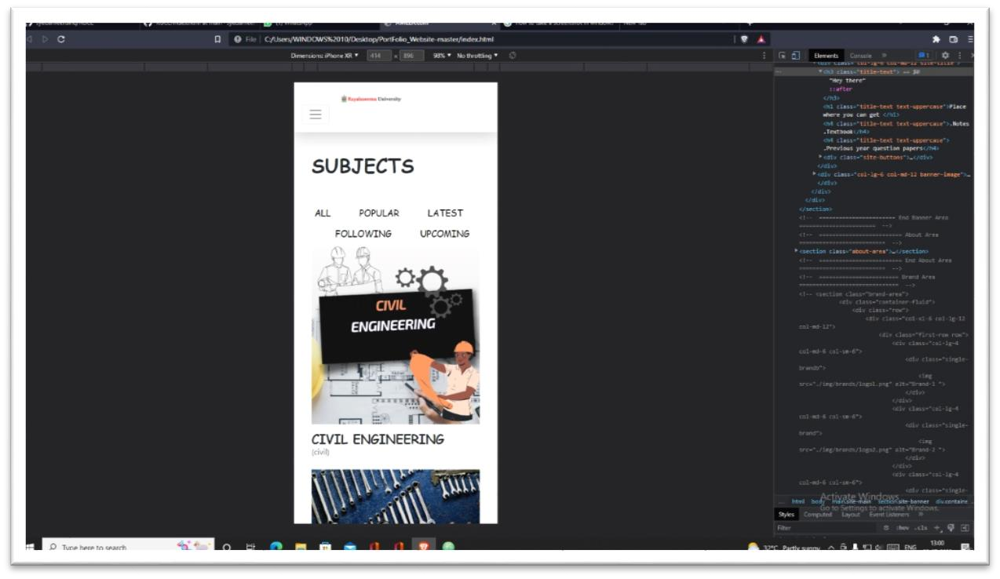 (1) WhatsApp
New Tab
File
C:/Users/WINDOWS%2010/Desktop/PortFolio_Website-master/index.html
Dimensions: iPhone XR ▼ 414 × 896 98% ▼ No throttling ▼
Rayalaseema University
SUBJECTS
ALL POPULAR LATEST
FOLLOWING UPCOMING
CIVIL
ENGINEERING
CIVIL ENGINEERING
(civil)
Elements Console » 1
<h3 class="title-text"> == $0
"Hey there"
::after
</h3>
<h1 class="title-text text-uppercase">Place
where you can get </h1>
<h4 class="title-text text-uppercase">.Notes
.Textbook</h4>
<h4 class="title-text text-uppercase">
.Previous year question papers</h4>
<div class="site-buttons">…</div>
</div>
<div class="col-lg-6 col-md-12 banner-image">…
</div>
</div>
</div>
</section>
<!-- ======================= End Banner Area
======================= -->
<!-- ========================= About Area
========================= -->
<section class="about-area">…</section>
<!-- ========================= End About Area
========================= -->
<!-- ========================= Brand Area
========================= -->
<!-- <section class="brand-area">
<div class="container-fluid">
<div class="row">
<div class="col-xl-6 col-lg-12
col-md-12">
<div class="first-row row">
<div class="col-lg-4
col-md-6 col-sm-6">
<div class="single-
brand">
<img
src="./img/brands/logo1.png" alt="Brand-1 ">
</div>
</div>
<div class="col-lg-4
col-md-6 col-sm-6">
<div class="single-
brand">
<img
src="./img/brands/logo2.png" alt="Brand-2 ">
</div>
</div>
<div class="col-lg-4
col-md-6 col-sm-6">
<div class="single-
Activate Windows
Go to Settings to activate Windows.
... html body main.site-main section.site-banner div.containe
Styles Computed Layout Event Listeners »
Filter :hov .cls +
Type here to search
32°C Partly sunny ENG 13:00